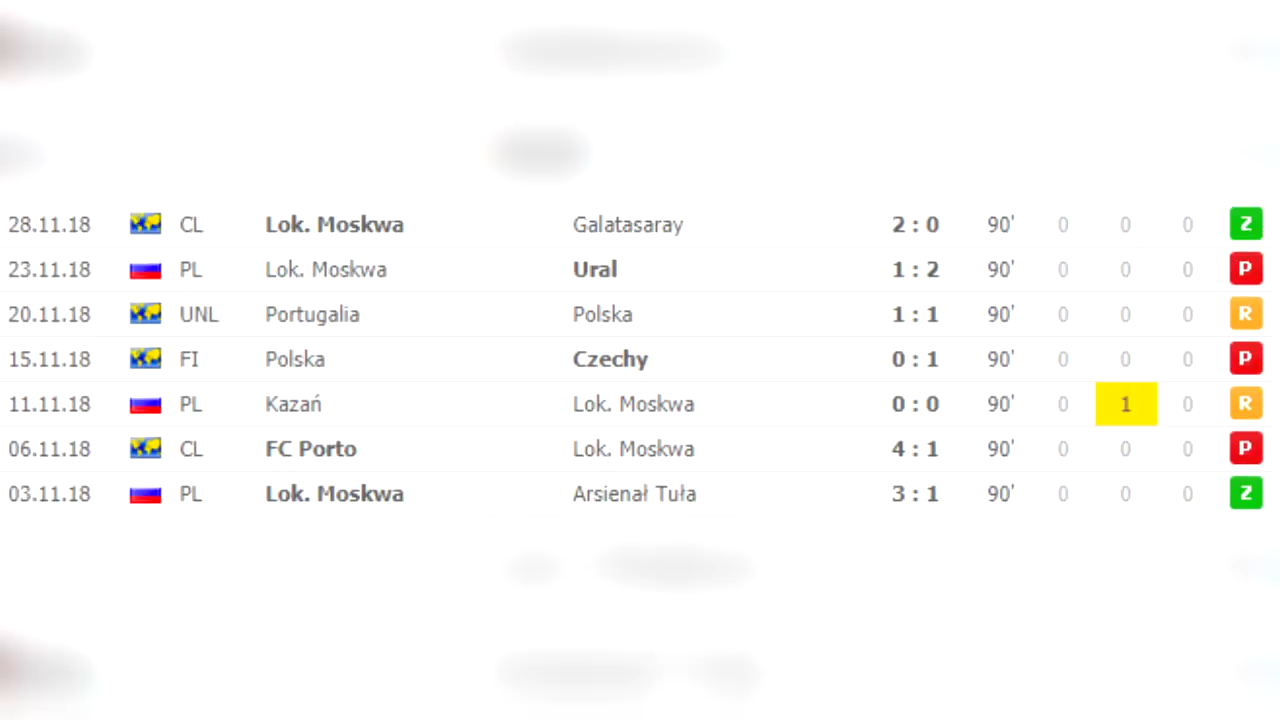 28.11.18 CL Lok. Moskwa Galatasaray 2 : 0 90' 0 0 0 Z
23.11.18 PL Lok. Moskwa Ural 1 : 2 90' 0 0 0 P
20.11.18 UNL Portugalia Polska 1 : 1 90' 0 0 0 R
15.11.18 FI Polska Czechy 0 : 1 90' 0 0 0 P
11.11.18 PL Kazań Lok. Moskwa 0 : 0 90' 0 1 0 R
06.11.18 CL FC Porto Lok. Moskwa 4 : 1 90' 0 0 0 P
03.11.18 PL Lok. Moskwa Arsienał Tuła 3 : 1 90' 0 0 0 Z